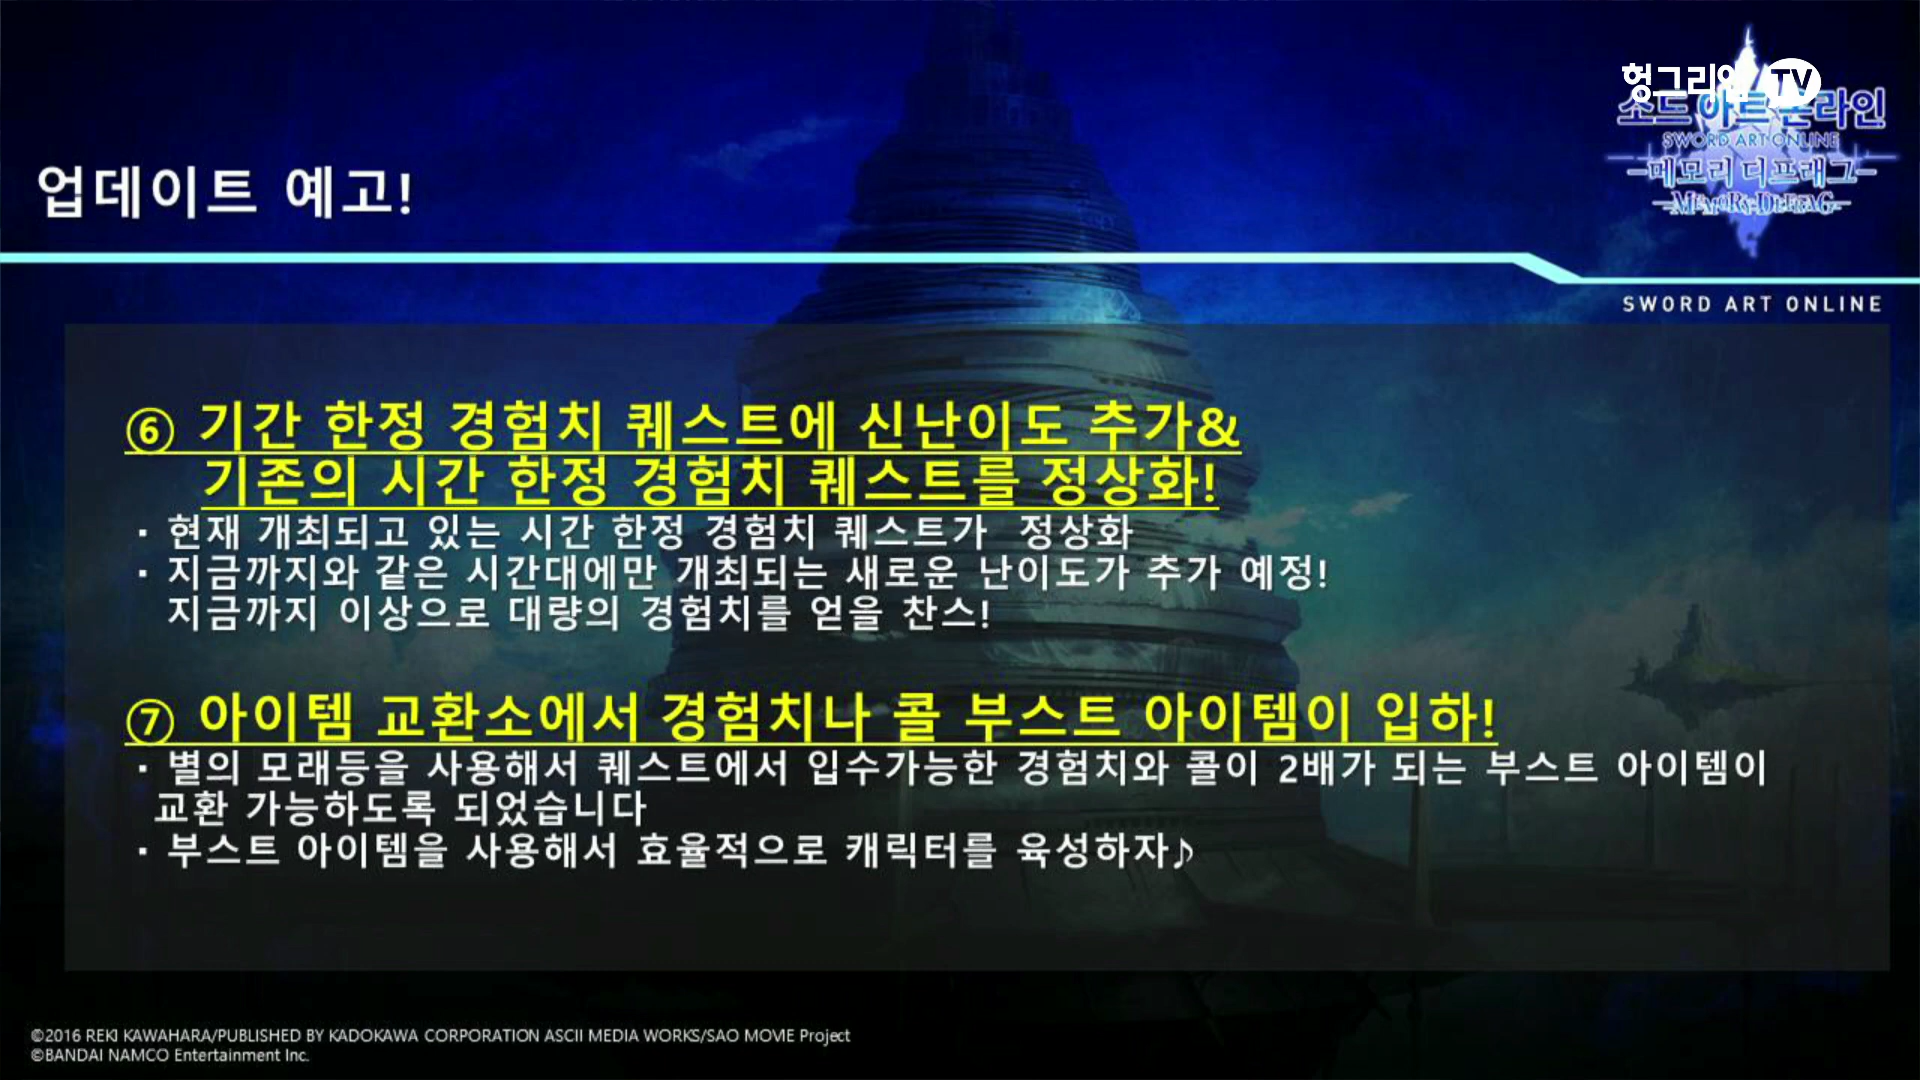 헝그리앱 TV
소드 아트 온라인
SWORD ART ONLINE
메모리 디프래그
MEMORY DEFRAG
업데이트 예고!
SWORD ART ONLINE
⑥ 기간 한정 경험치 퀘스트에 신난이도 추가&
기존의 시간 한정 경험치 퀘스트를 정상화!
· 현재 개최되고 있는 시간 한정 경험치 퀘스트가 정상화
· 지금까지와 같은 시간대에만 개최되는 새로운 난이도가 추가 예정!
지금까지 이상으로 대량의 경험치를 얻을 찬스!
⑦ 아이템 교환소에서 경험치나 콜 부스트 아이템이 입하!
· 별의 모래등을 사용해서 퀘스트에서 입수가능한 경험치와 콜이 2배가 되는 부스트 아이템이
교환 가능하도록 되었습니다
· 부스트 아이템을 사용해서 효율적으로 캐릭터를 육성하자♪
©2016 REKI KAWAHARA/PUBLISHED BY KADOKAWA CORPORATION ASCII MEDIA WORKS/SAO MOVIE Project
©BANDAI NAMCO Entertainment Inc.